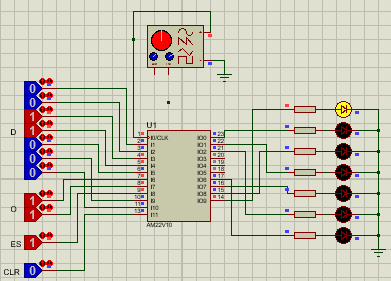 U1
0
0
1
1
D 0
0
0
O 1
1
ES 1
CLR 0
1 I0/CLK IO0 23
2 I1 IO1 22
3 I2 IO2 21
4 I3 IO3 20
5 I4 IO4 19
6 I5 IO5 18
7 I6 IO6 17
8 I7 IO7 16
9 I8 IO8 15
10 I9 IO9 14
11 I10
13 I11
AM22V10